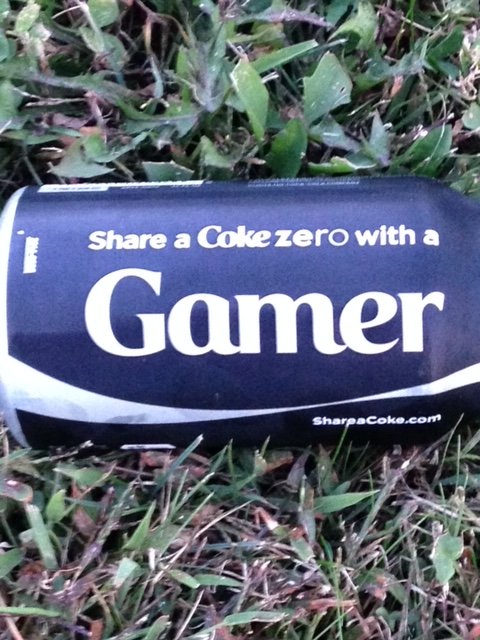 Share a Coke zero with a
Gamer
ShareaCoke.com